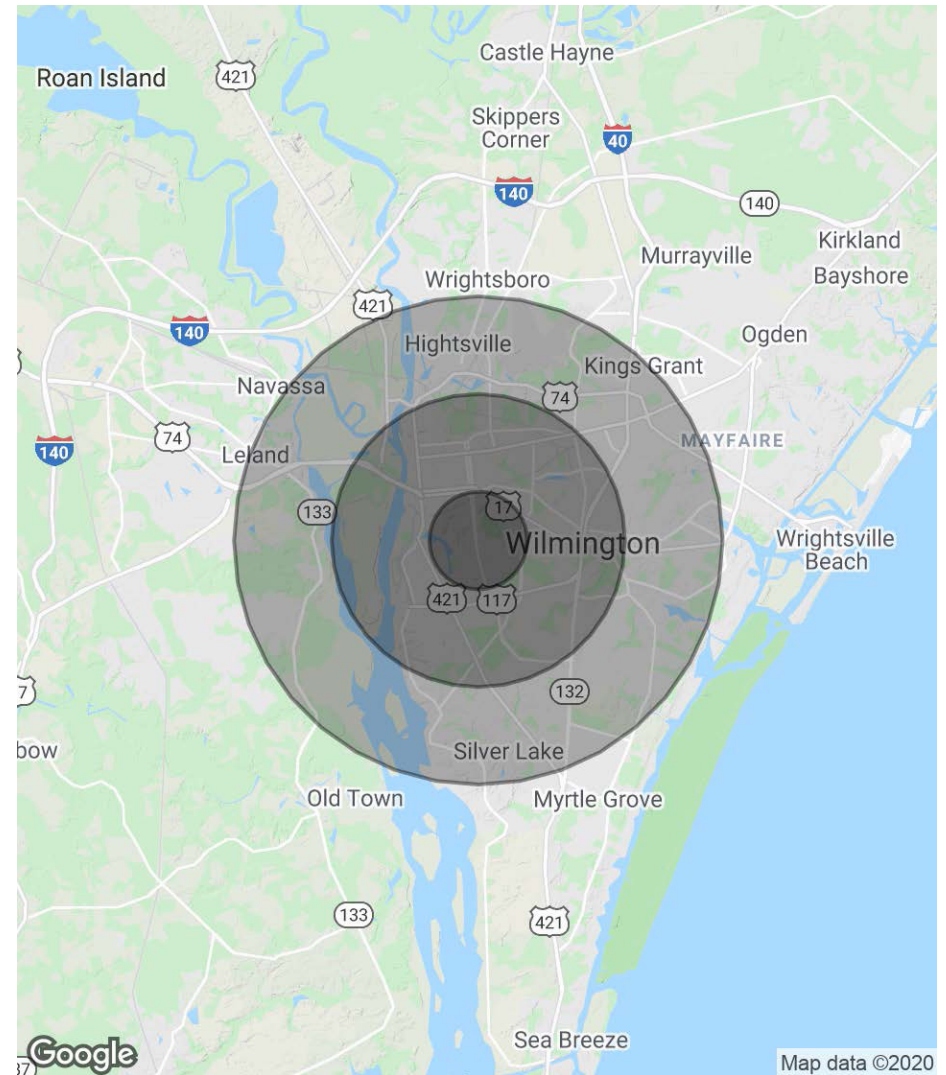 Castle Hayne
Roan Island
421
Skippers
Corner
40
140
140
Kirkland
Murrayville
Bayshore
Wrightsboro
421
140
Ogden
Hightsville
Kings Grant
Navassa
74
74
MAYFAIRE
140
Leland
17
133
Wilmington
Wrightsville
Beach
421
117
132
7
bow
Silver Lake
Old Town
Myrtle Grove
133
421
Sea Breeze
Google
37
Map data ©2020